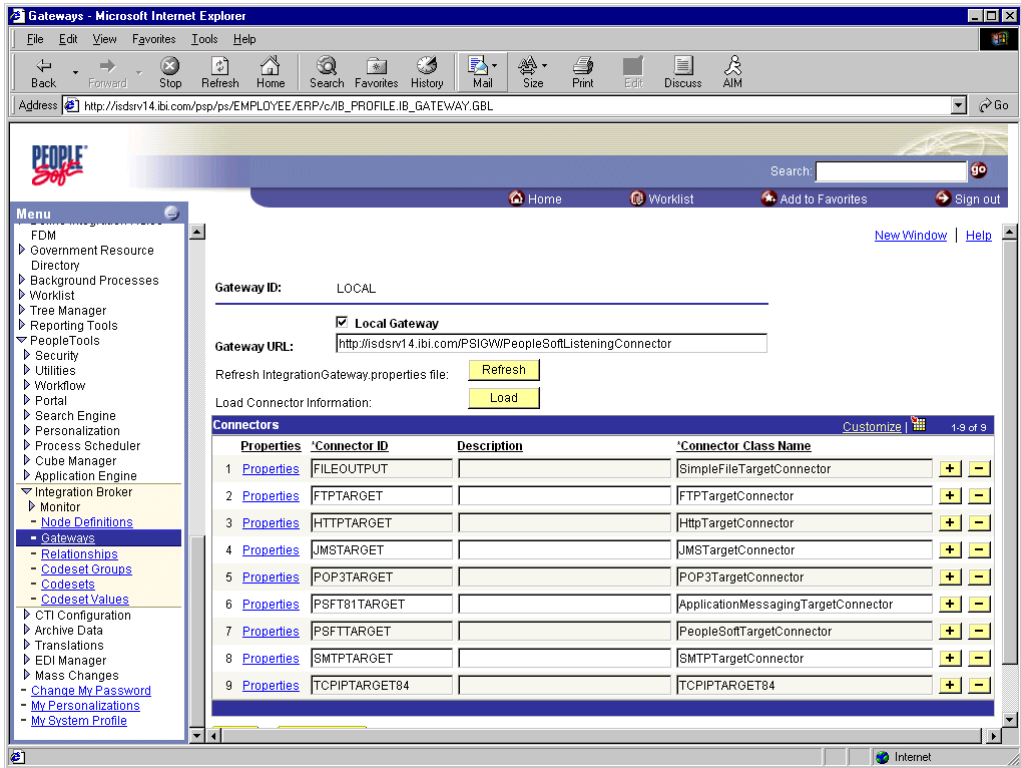 Gateways - Microsoft Internet Explorer
File Edit View Favorites Tools Help
Back Forward Stop Refresh Home Search Favorites History Mail Size Print Edit Discuss AIM
Address http://isdsrv14.ibi.com/psp/ps/EMPLOYEE/ERP/c/IB_PROFILE.IB_GATEWAY.GBL Go
PEOPLE Soft
Search: go
Home Worklist Add to Favorites Sign out
Menu
FDM
Government Resource
Directory
Background Processes
Worklist
Tree Manager
Reporting Tools
PeopleTools
Security
Utilities
Workflow
Portal
Search Engine
Personalization
Process Scheduler
Cube Manager
Application Engine
Integration Broker
Monitor
- Node Definitions
- Gateways
- Relationships
- Codeset Groups
- Codesets
- Codeset Values
CTI Configuration
Archive Data
Translations
EDI Manager
Mass Changes
- Change My Password
- My Personalizations
- My System Profile
New Window | Help
Gateway ID: LOCAL
Local Gateway
Gateway URL: http://isdsrv14.ibi.com/PSIGW/PeopleSoftListeningConnector
Refresh IntegrationGateway.properties file: Refresh
Load Connector Information: Load
Connectors Customize | 1-9 of 9
Properties *Connector ID Description *Connector Class Name
1 Properties FILEOUTPUT SimpleFileTargetConnector + -
2 Properties FTPTARGET FTPTargetConnector + -
3 Properties HTTPTARGET HttpTargetConnector + -
4 Properties JMSTARGET JMSTargetConnector + -
5 Properties POP3TARGET POP3TargetConnector + -
6 Properties PSFT81TARGET ApplicationMessagingTargetConnector + -
7 Properties PSFTTARGET PeopleSoftTargetConnector + -
8 Properties SMTPTARGET SMTPTargetConnector + -
9 Properties TCPIPTARGET84 TCPIPTARGET84 + -
Internet